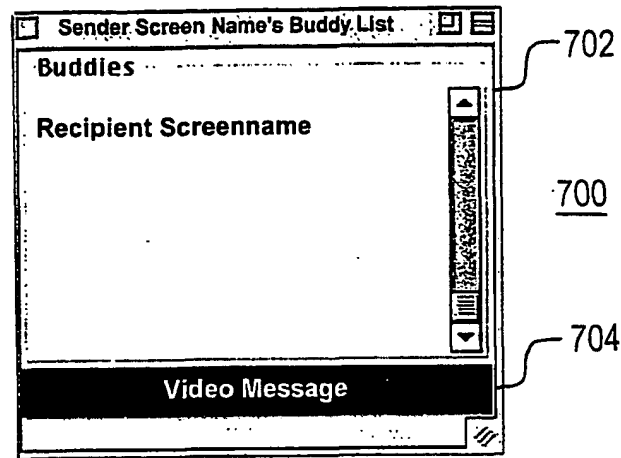 Sender Screen Name's Buddy List
702
Buddies
Recipient Screenname
700
704
Video Message